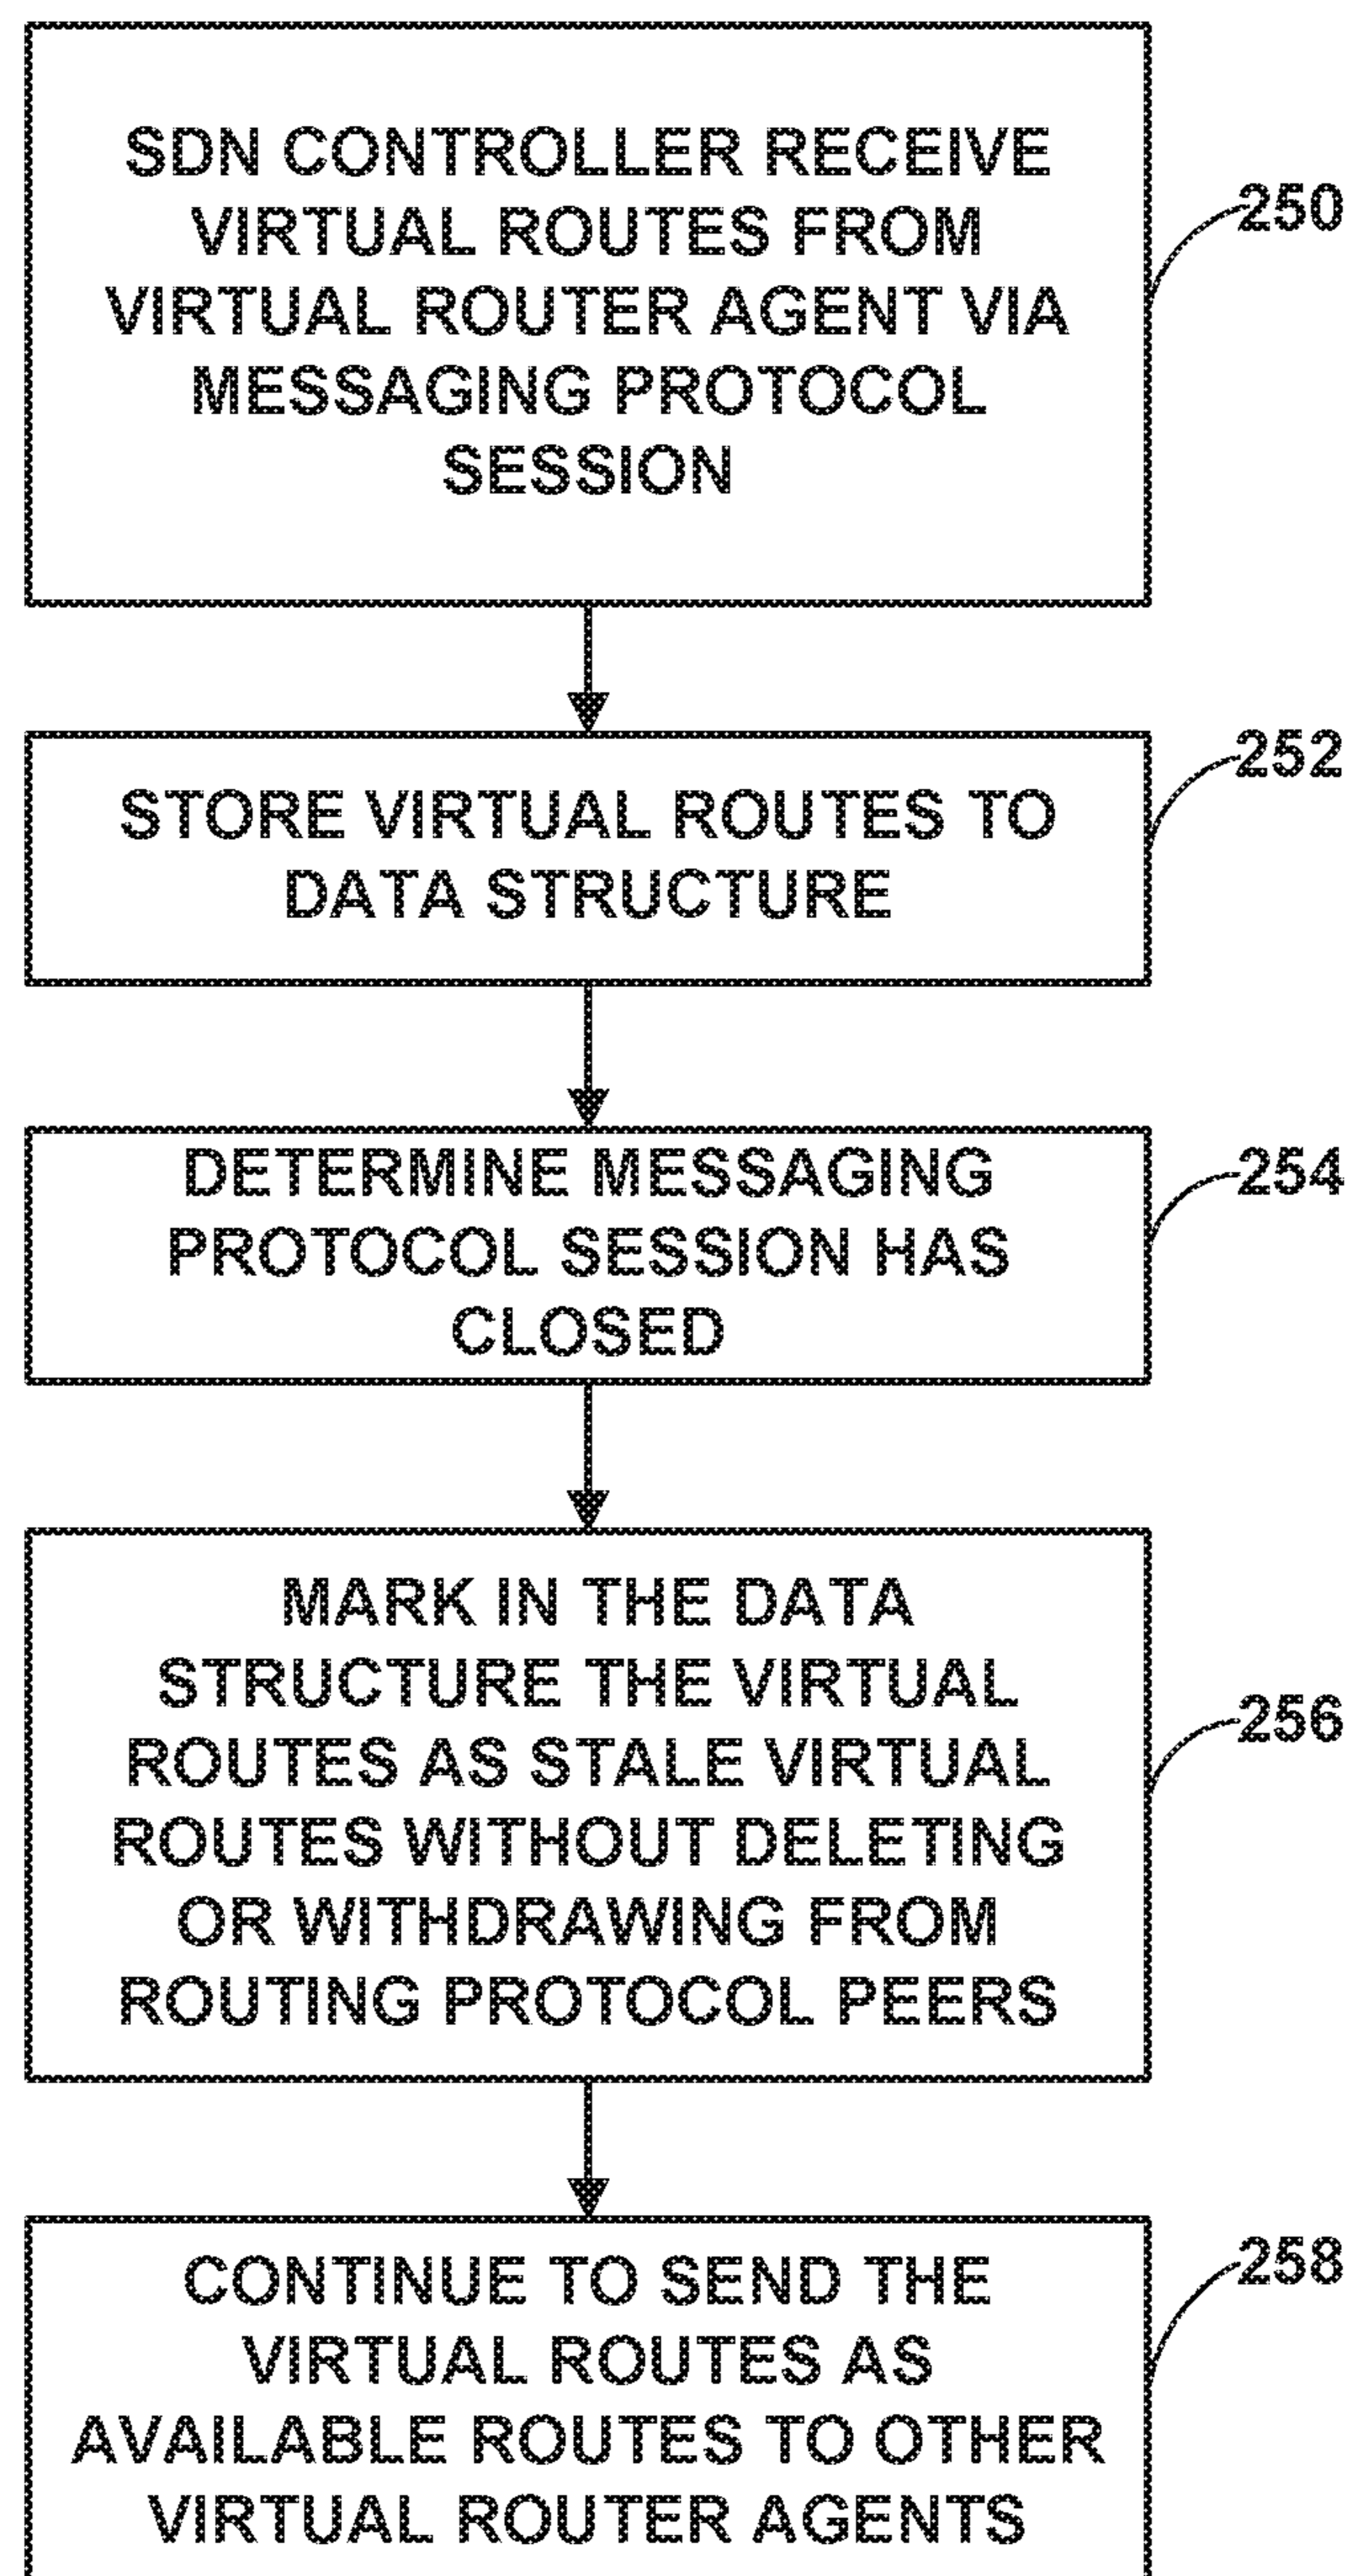 SDN CONTROLLER RECEIVE
VIRTUAL ROUTES FROM
VIRTUAL ROUTER AGENT VIA
MESSAGING PROTOCOL
SESSION
250
STORE VIRTUAL ROUTES TO
DATA STRUCTURE
252
DETERMINE MESSAGING
PROTOCOL SESSION HAS
CLOSED
254
MARK IN THE DATA
STRUCTURE THE VIRTUAL
ROUTES AS STALE VIRTUAL
ROUTES WITHOUT DELETING
OR WITHDRAWING FROM
ROUTING PROTOCOL PEERS
256
CONTINUE TO SEND THE
VIRTUAL ROUTES AS
AVAILABLE ROUTES TO OTHER
VIRTUAL ROUTER AGENTS
258